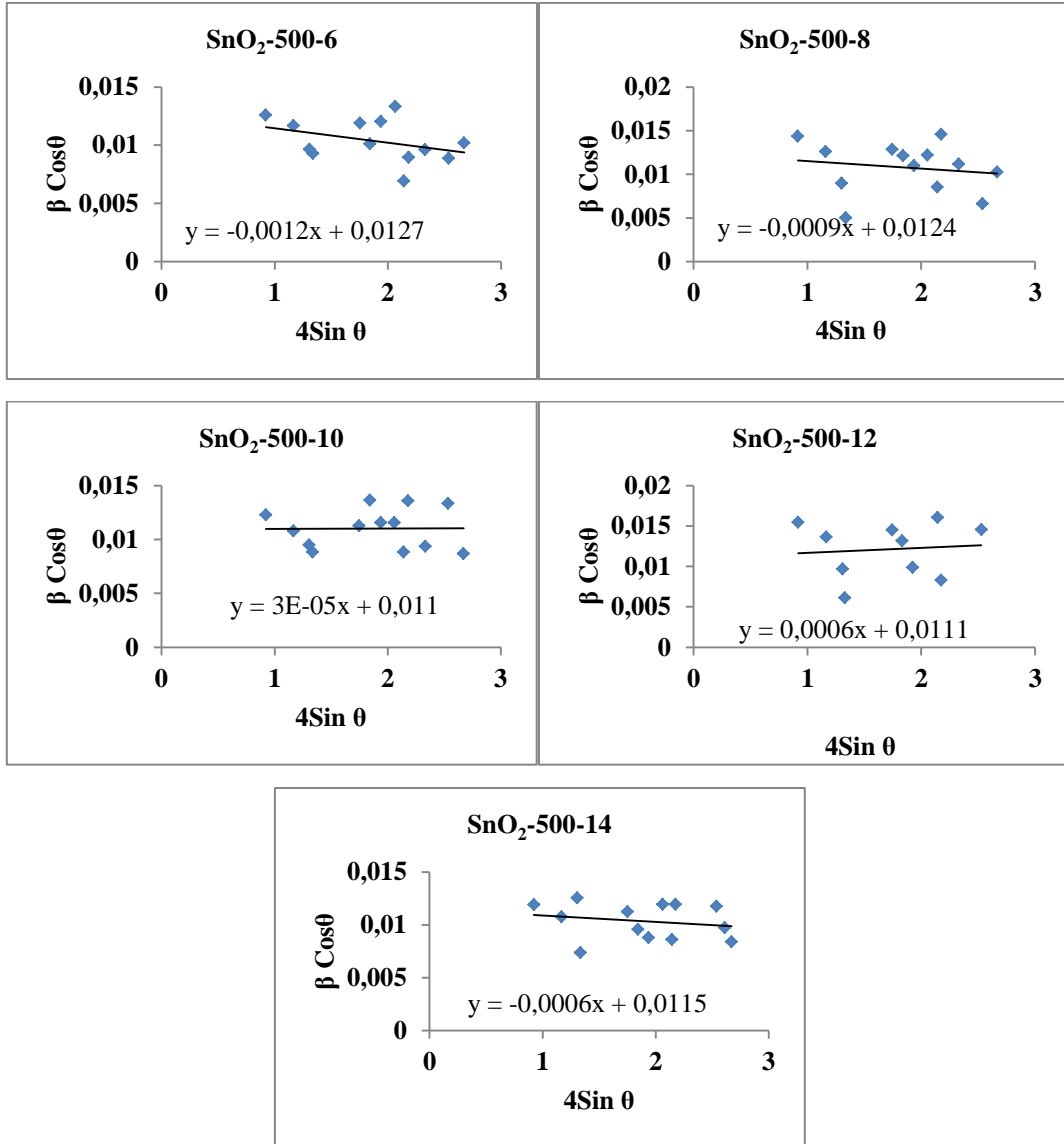 SnO₂-500-6
0,015
0,01
0,005
0
β Cosθ
y = -0,0012x + 0,0127
0 1 2 3
4Sin θ
SnO₂-500-8
0,02
0,015
0,01
0,005
0
β Cosθ
y = -0,0009x + 0,0124
0 1 2 3
4Sin θ
SnO₂-500-10
0,015
0,01
0,005
0
β Cosθ
y = 3E-05x + 0,011
0 1 2 3
4Sin θ
SnO₂-500-12
0,02
0,015
0,01
0,005
0
β Cosθ
y = 0,0006x + 0,0111
0 1 2 3
4Sin θ
SnO₂-500-14
0,015
0,01
0,005
0
β Cosθ
y = -0,0006x + 0,0115
0 1 2 3
4Sin θ